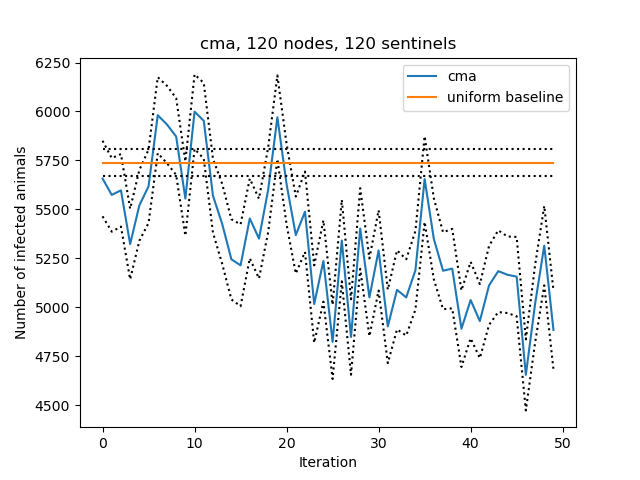 cma, 120 nodes, 120 sentinels
6250
6000
5750
5500
5250
5000
4750
4500
Number of infected animals
cma
uniform baseline
0
10
20
30
40
50
Iteration